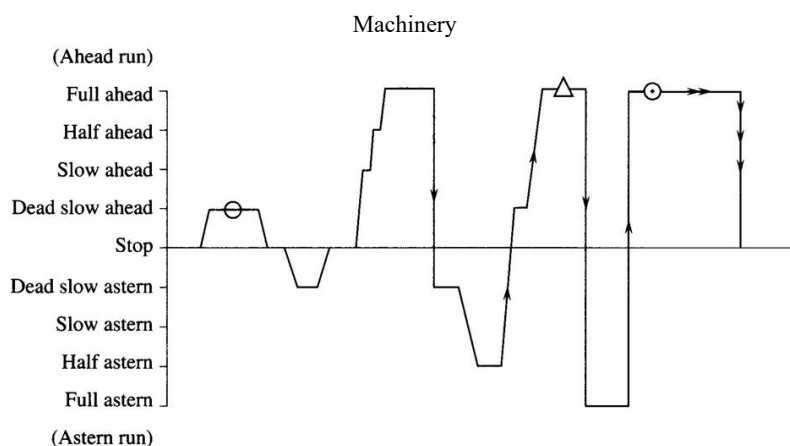 Machinery
(Ahead run)
Full ahead
Half ahead
Slow ahead
Dead slow ahead
Stop
Dead slow astern
Slow astern
Half astern
Full astern
(Astern run)